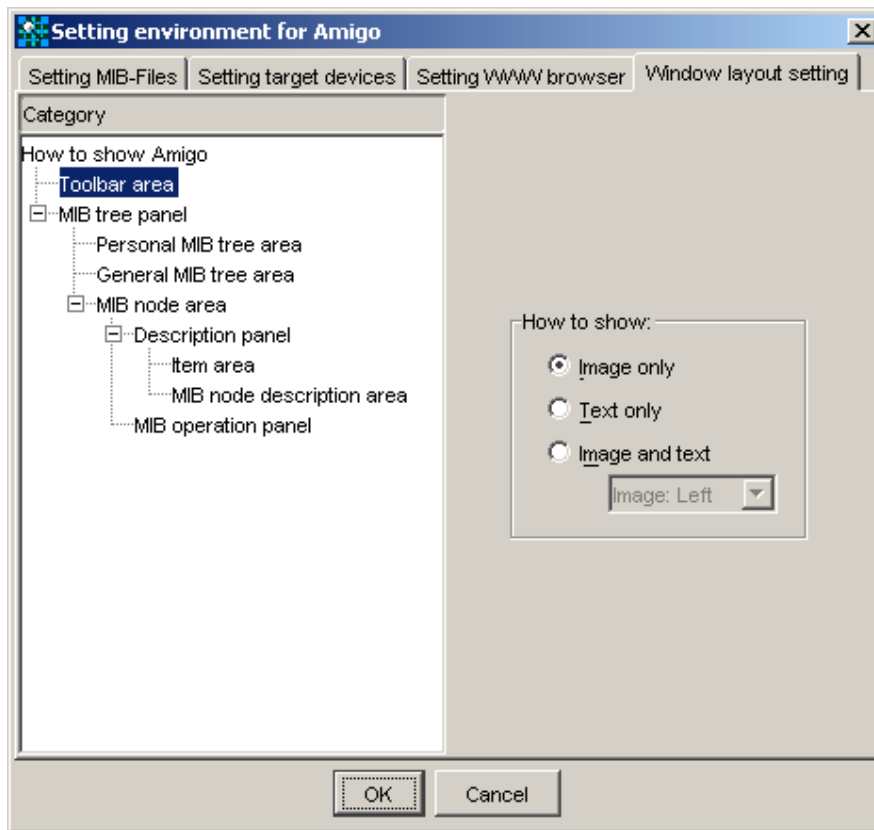 Setting environment for Amigo
Setting MIB-Files Setting target devices Setting WWW browser Window layout setting
Category
How to show Amigo
Toolbar area
MIB tree panel
Personal MIB tree area
General MIB tree area
MIB node area
Description panel
Item area
MIB node description area
MIB operation panel
How to show:
Image only
Text only
Image and text
Image: Left
OK Cancel